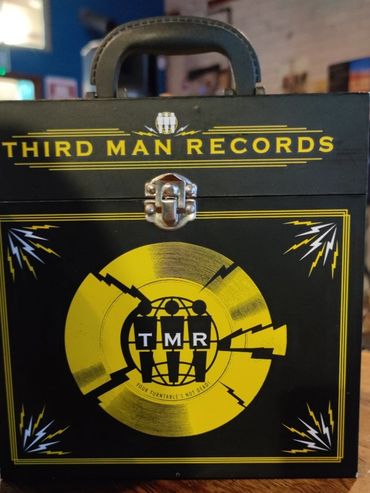 THIRD MAN RECORDS
TMR
YOUR TURNTABLE'S NOT DEAD